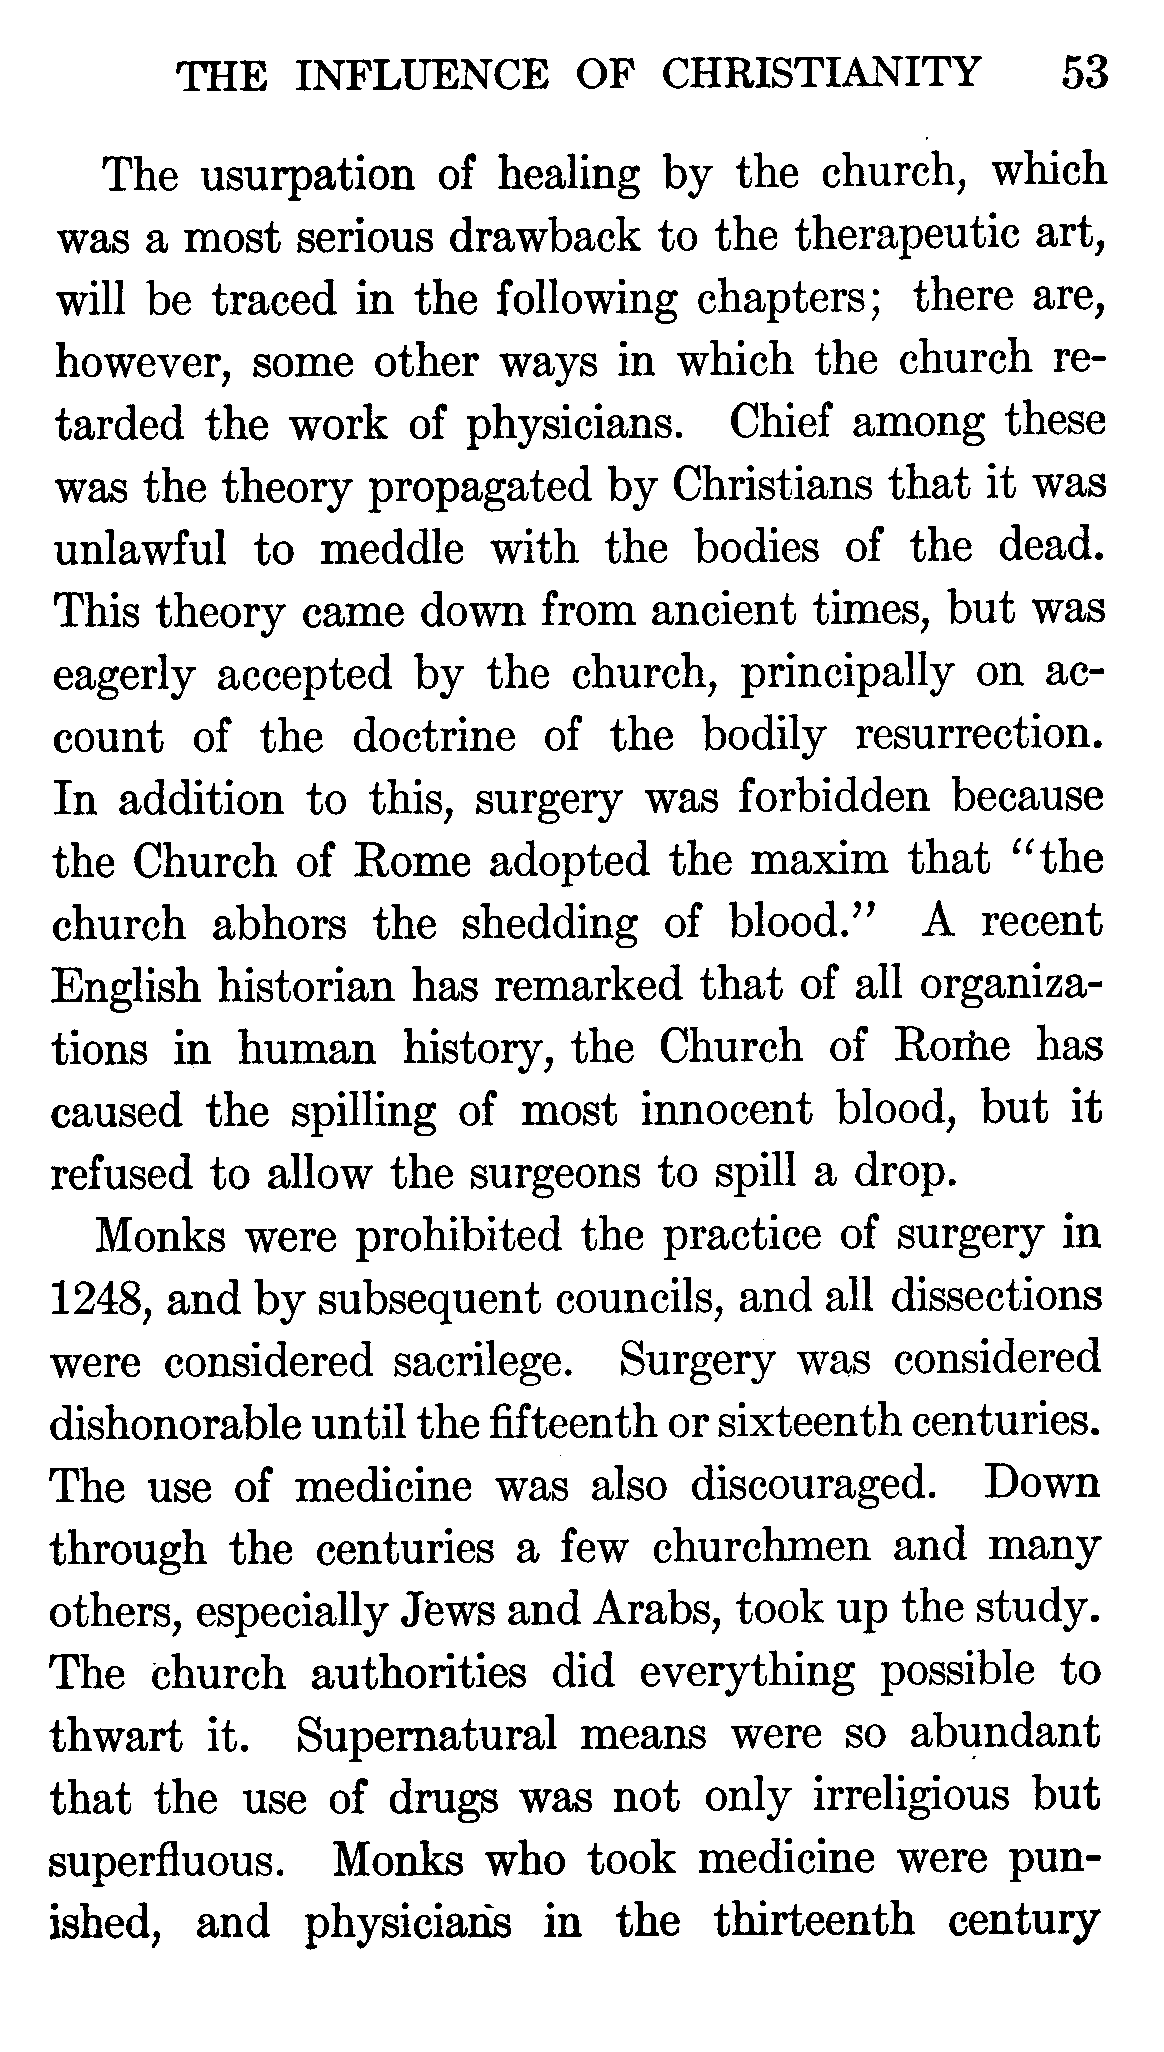 THE INFLUENCE OF CHRISTIANITY 53
The usurpation of healing by the church, which
was a most serious drawback to the therapeutic art,
will be traced in the following chapters; there are,
however, some other ways in which the church re-
tarded the work of physicians. Chief among these
was the theory propagated by Christians that it was
unlawful to meddle with the bodies of the dead.
This theory came down from ancient times, but was
eagerly accepted by the church, principally on ac-
count of the doctrine of the bodily resurrection.
In addition to this, surgery was forbidden because
the Church of Rome adopted the maxim that “the
church abhors the shedding of blood.” A recent
English historian has remarked that of all organiza-
tions in human history, the Church of Rome has
caused the spilling of most innocent blood, but it
refused to allow the surgeons to spill a drop.
Monks were prohibited the practice of surgery in
1248, and by subsequent councils, and all dissections
were considered sacrilege. Surgery was considered
dishonorable until the fifteenth or sixteenth centuries.
The use of medicine was also discouraged. Down
through the centuries a few churchmen and many
others, especially Jews and Arabs, took up the study.
The church authorities did everything possible to
thwart it. Supernatural means were so abundant
that the use of drugs was not only irreligious but
superfluous. Monks who took medicine were pun-
ished, and physicians in the thirteenth century